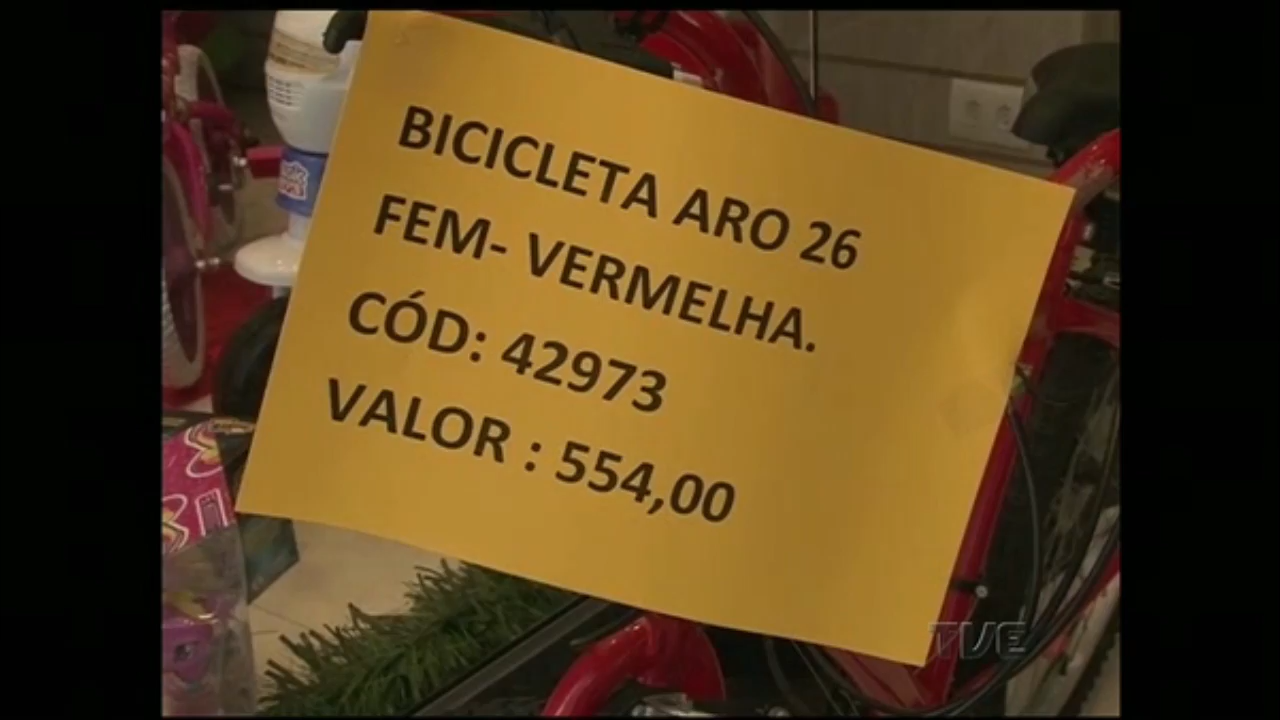 BICICLETA ARO 26
FEM- VERMELHA.
CÓD: 42973
VALOR : 554,00
TVE